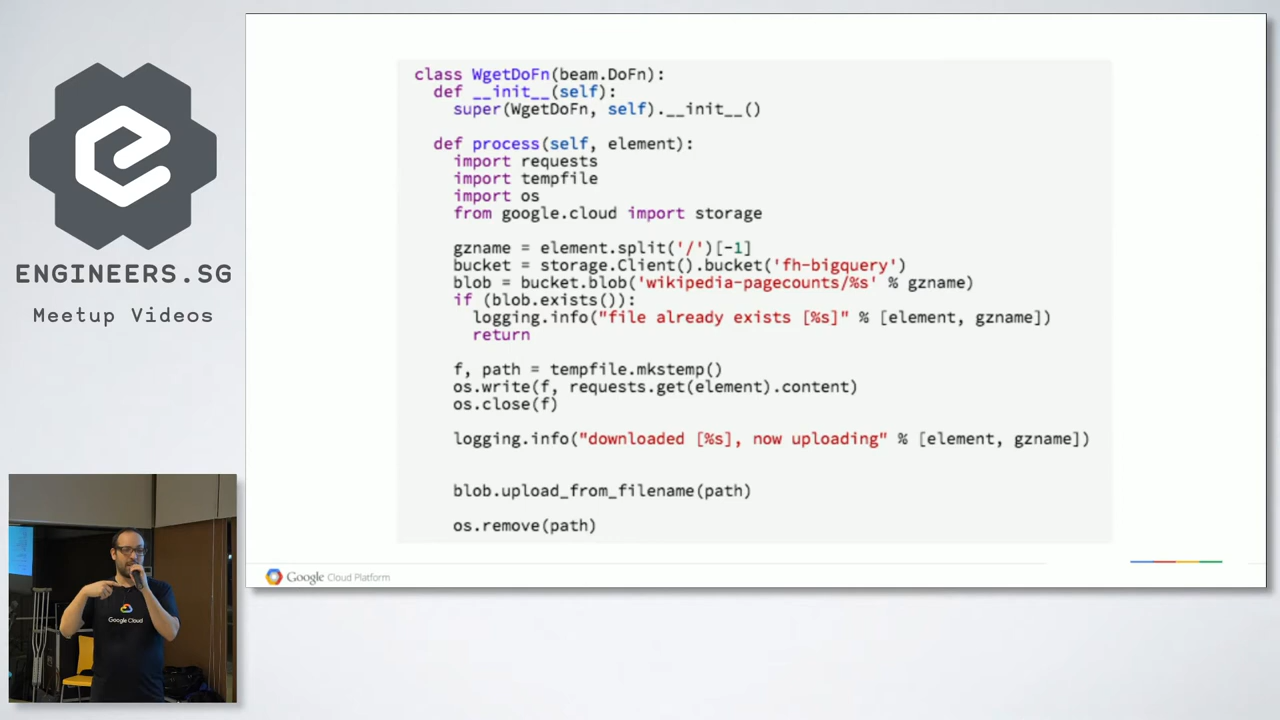 ENGINEERS.SG
Meetup Videos
class WgetDoFn(beam.DoFn):
  def __init__(self):
    super(WgetDoFn, self).__init__()
  def process(self, element):
    import requests
    import tempfile
    import os
    from google.cloud import storage
    gzname = element.split('/')[-1]
    bucket = storage.Client().bucket('fh-bigquery')
    blob = bucket.blob('wikipedia-pagecounts/%s' % gzname)
    if (blob.exists()):
      logging.info("file already exists [%s]" % [element, gzname])
      return
    f, path = tempfile.mkstemp()
    os.write(f, requests.get(element).content)
    os.close(f)
    logging.info("downloaded [%s], now uploading" % [element, gzname])
    blob.upload_from_filename(path)
    os.remove(path)
Google Cloud Platform
Google Cloud